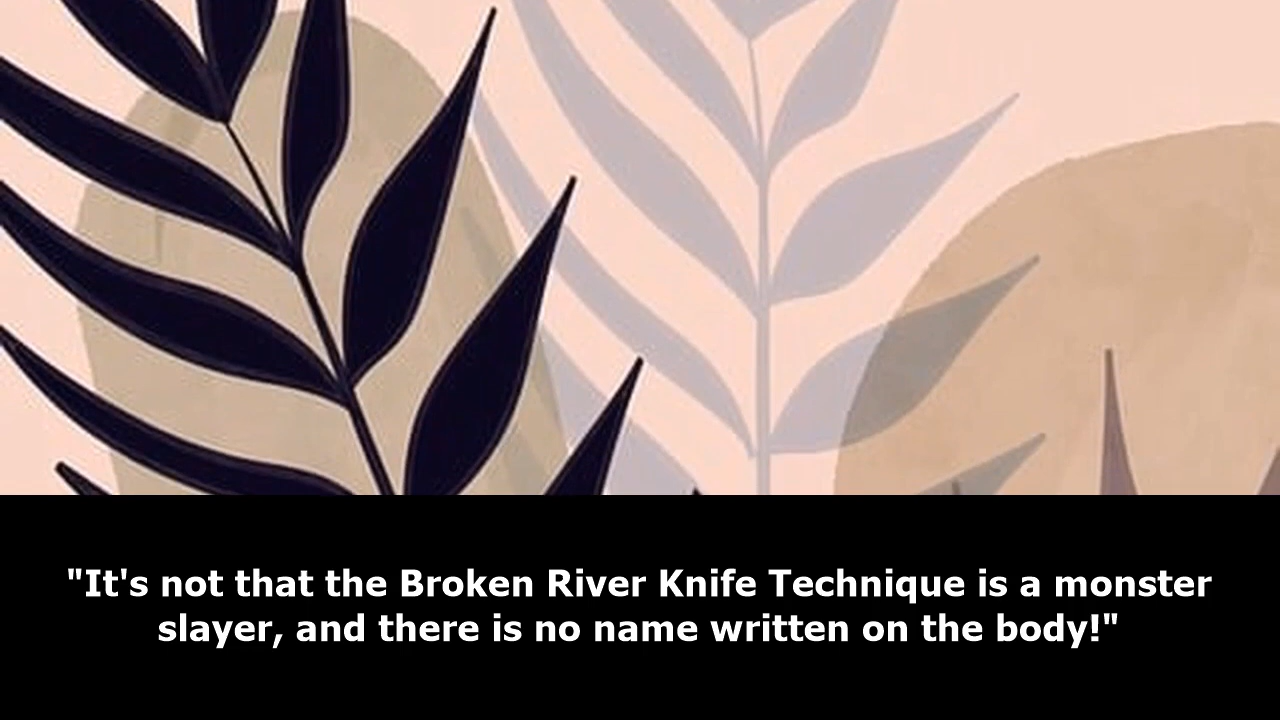 "It's not that the Broken River Knife Technique is a monster
slayer, and there is no name written on the body!"